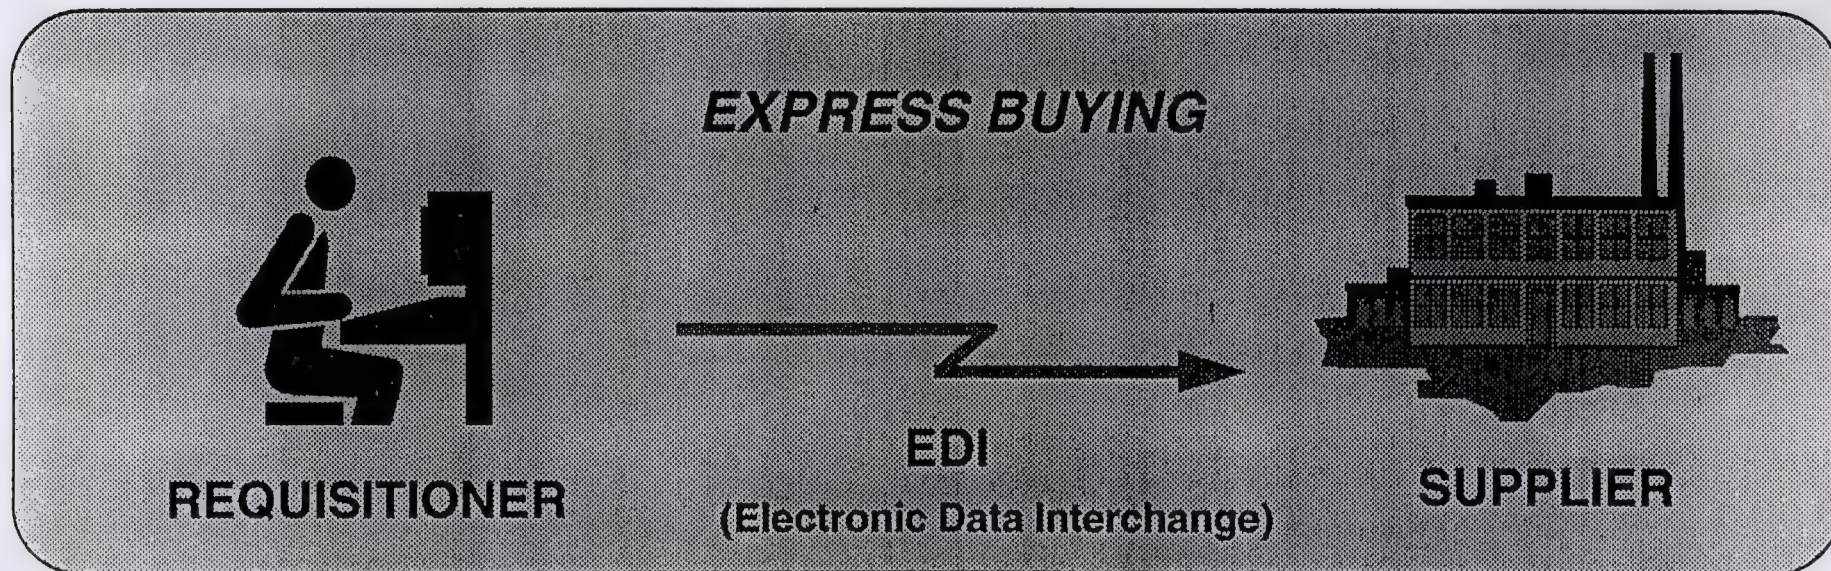 EXPRESS BUYING
EDI
REQUISITIONER
(Electronic Data Interchange)
SUPPLIER